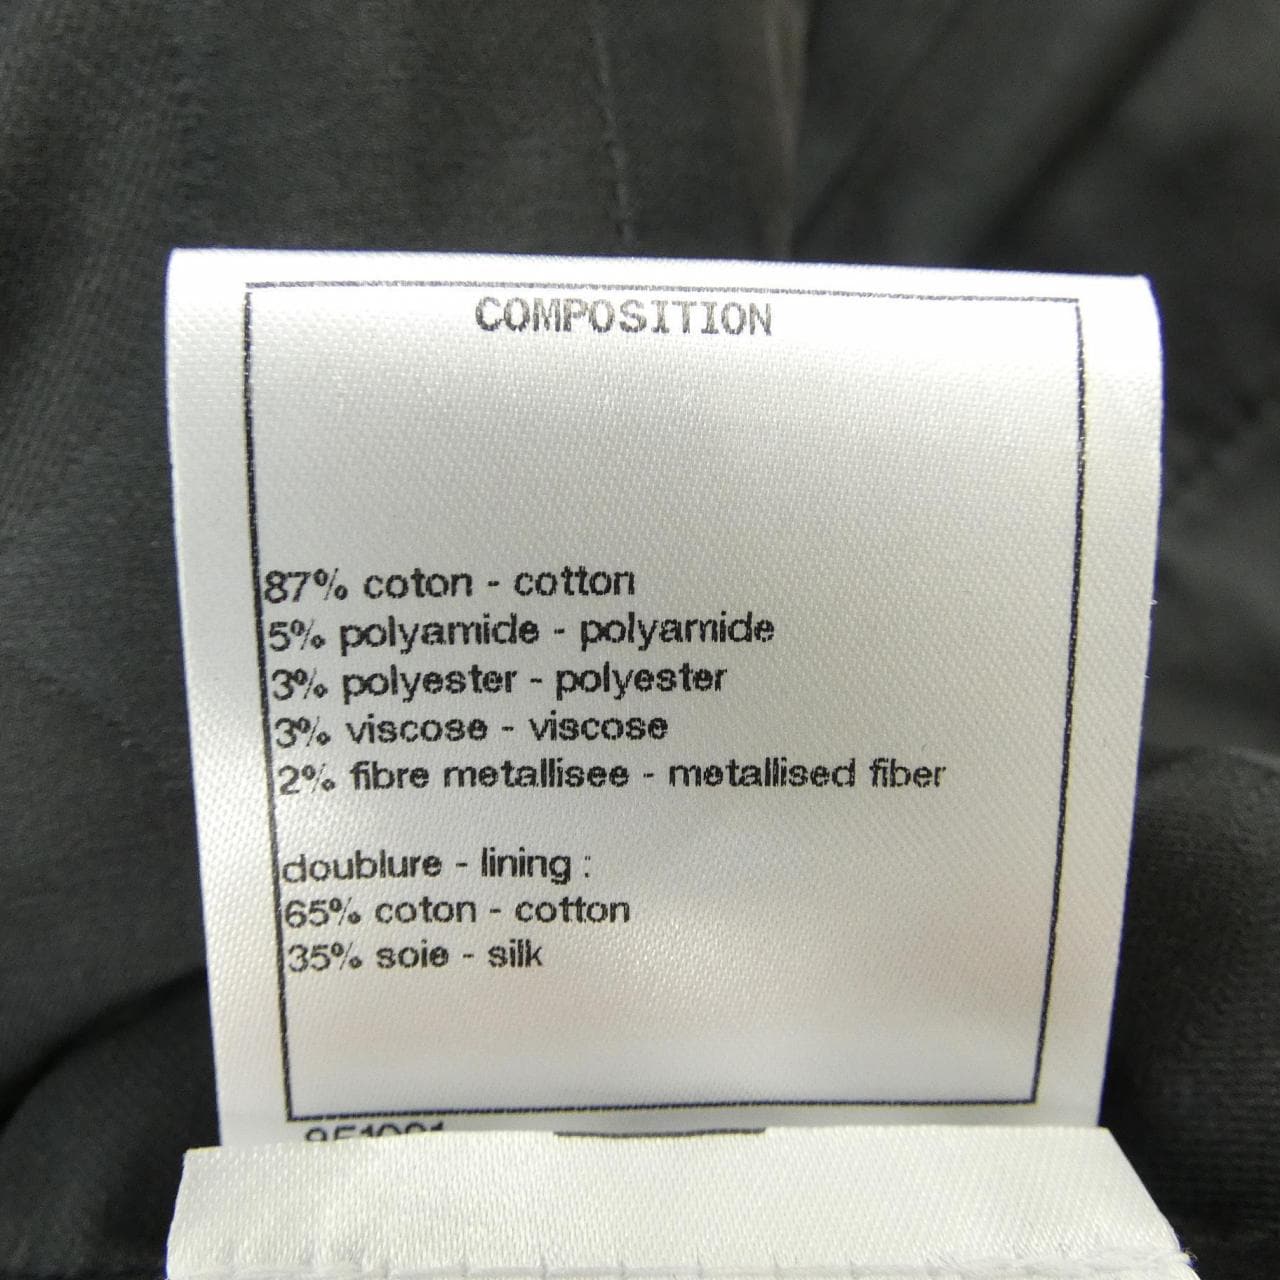 COMPOSITION
87% coton - cotton
5% polyamide - polyamide
3% polyester - polyester
3% viscose - viscose
2% fibre metallisee - metallised fiber
doublure - lining :
65% coton - cotton
35% soie - silk